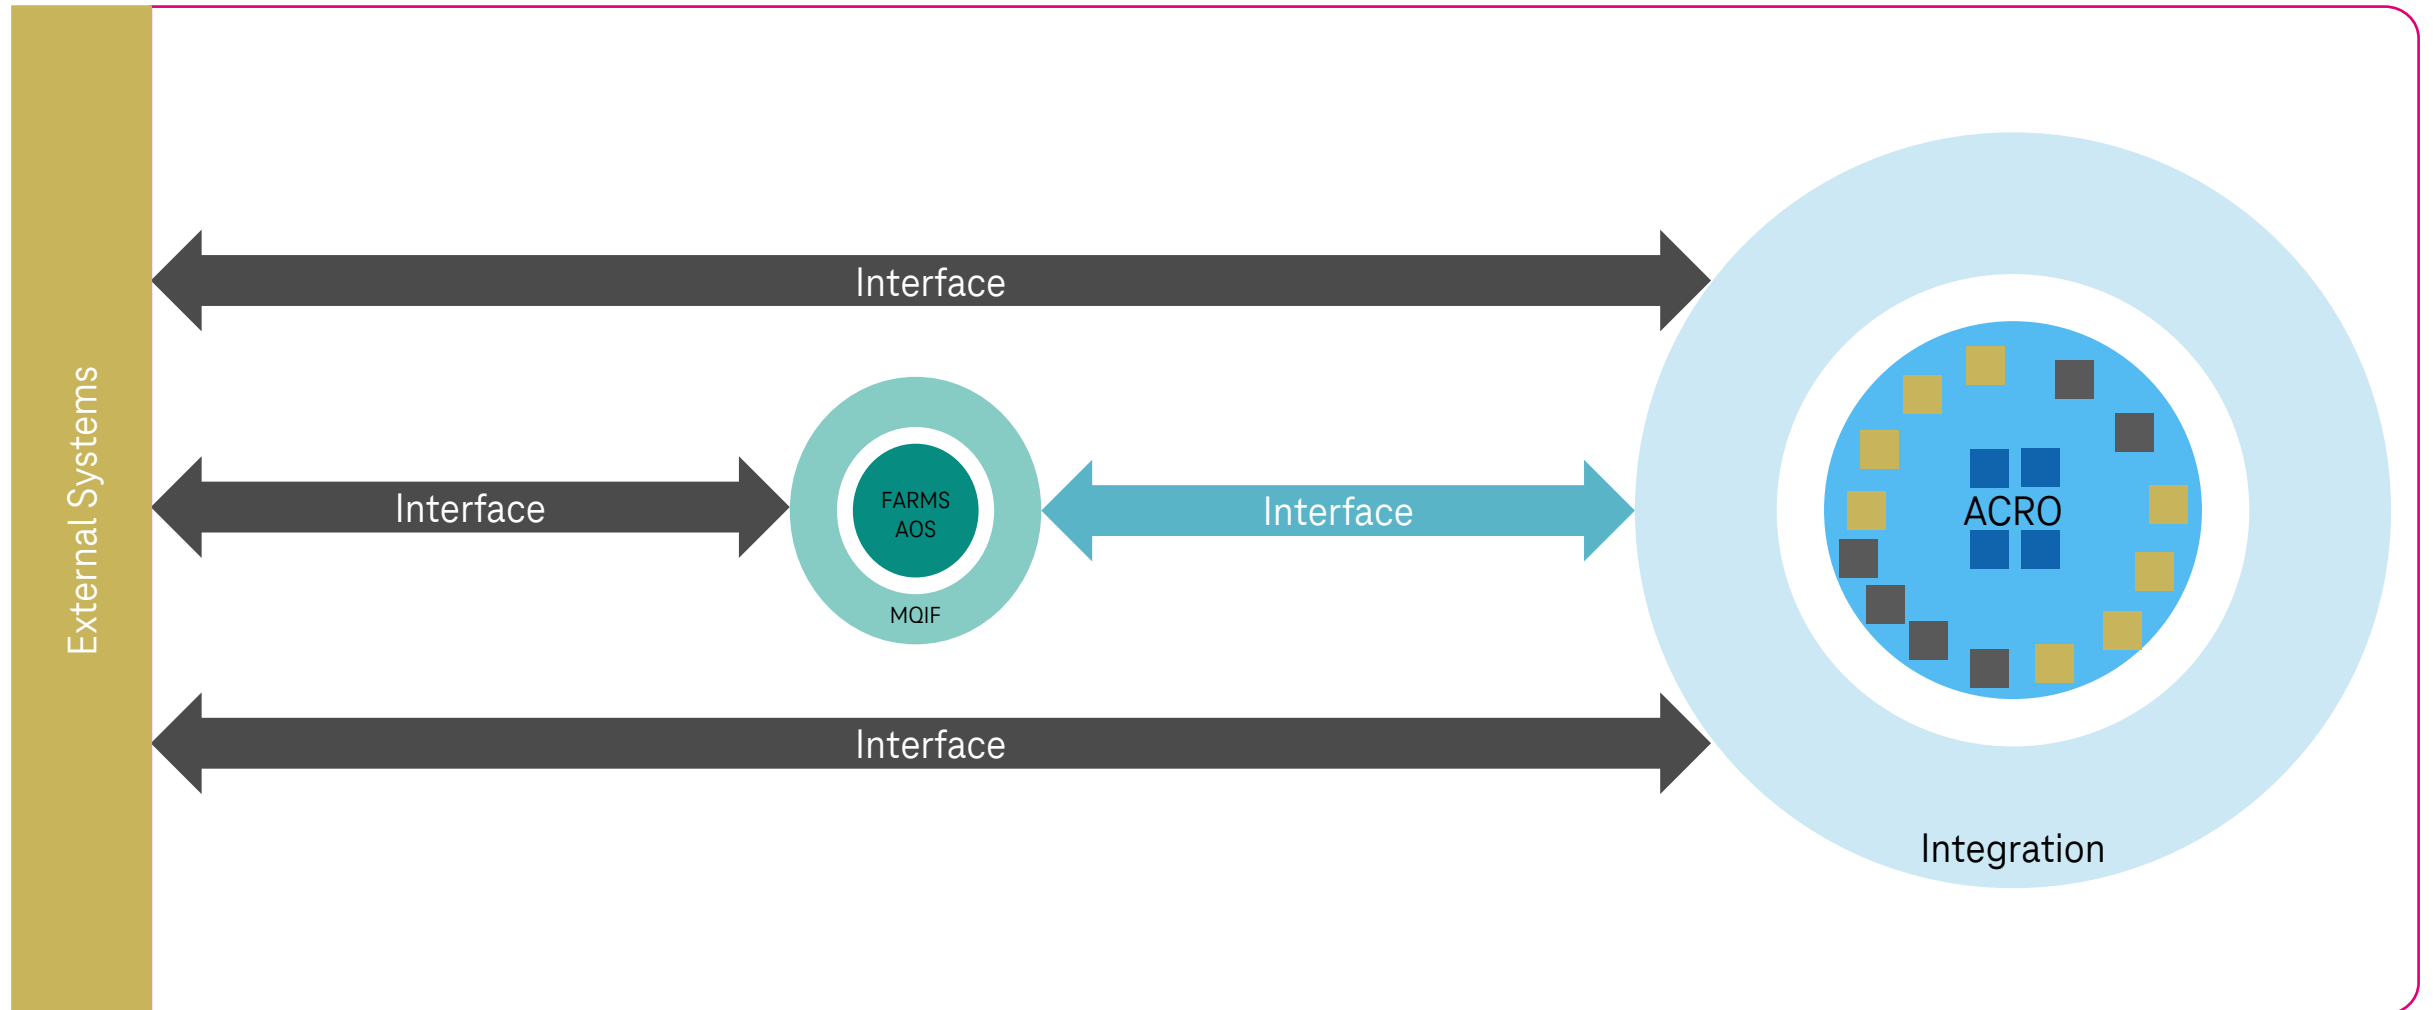 External Systems
Interface
Interface
FARMS
AOS
MQIF
Interface
ACRO
Interface
Integration